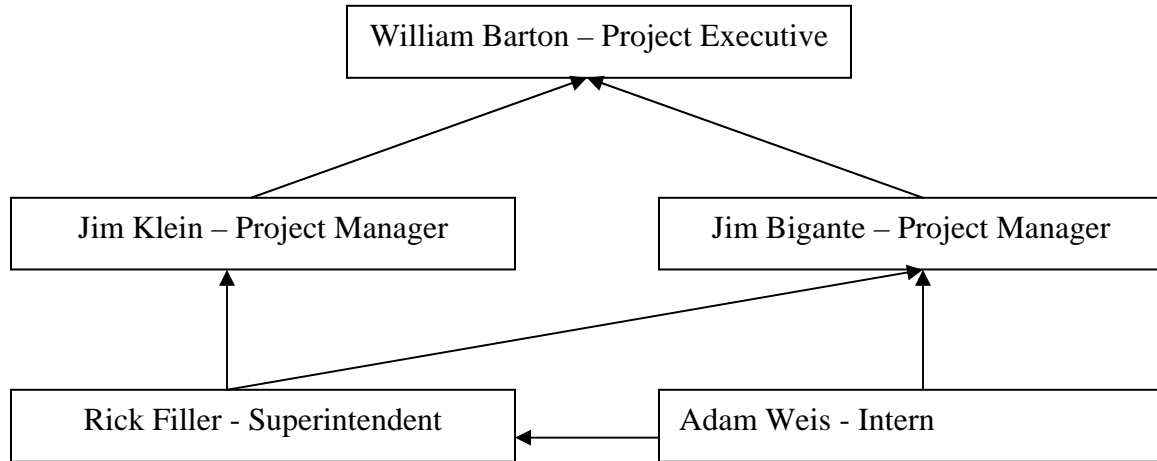 William Barton – Project Executive
Jim Klein – Project Manager
Jim Bigante – Project Manager
Rick Filler - Superintendent
Adam Weis - Intern